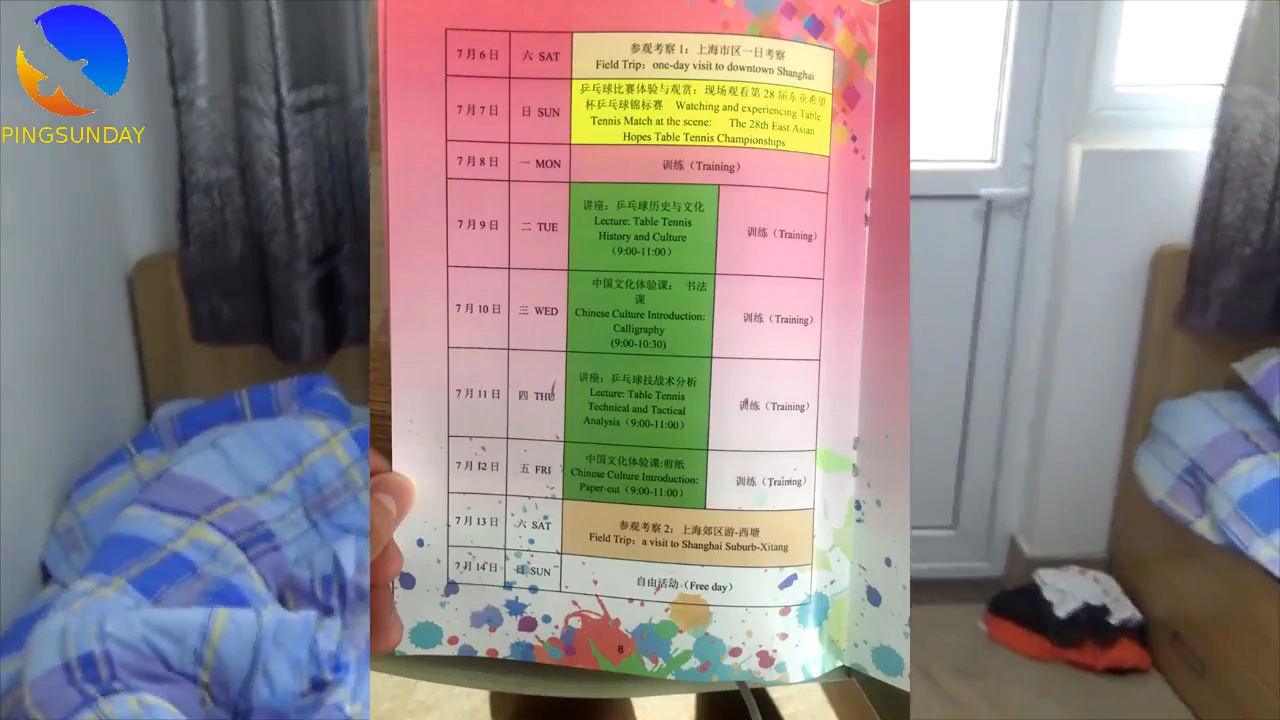 PINGSUNDAY
7月6日 六 SAT 参观考察1：上海市区一日考察
Field Trip: one-day visit to downtown Shanghai
7月7日 日 SUN 乒乓球比赛体验与观赏：现场观看第28届东亚希望
杯乒乓球锦标赛 Watching and experiencing Table
Tennis Match at the scene: The 28th East Asian
Hopes Table Tennis Championships
7月8日 一 MON 训练（Training）
7月9日 二 TUE 讲座：乒乓球历史与文化
Lecture: Table Tennis
History and Culture
（9:00-11:00）
训练（Training）
7月10日 三 WED 中国文化体验课： 书法
课
Chinese Culture Introduction:
Calligraphy
(9:00-10:30)
训练（Training）
7月11日 四 THU 讲座：乒乓球技战术分析
Lecture: Table Tennis
Technical and Tactical
Analysis（9:00-11:00）
训练（Training）
7月12日 五 FRI 中国文化体验课:剪纸
Chinese Culture Introduction:
Paper-cut（9:00-11:00）
训练（Training）
7月13日 六 SAT 参观考察2：上海郊区游-西塘
Field Trip: a visit to Shanghai Suburb-Xitang
7月14日 日 SUN 自由活动（Free day）
8